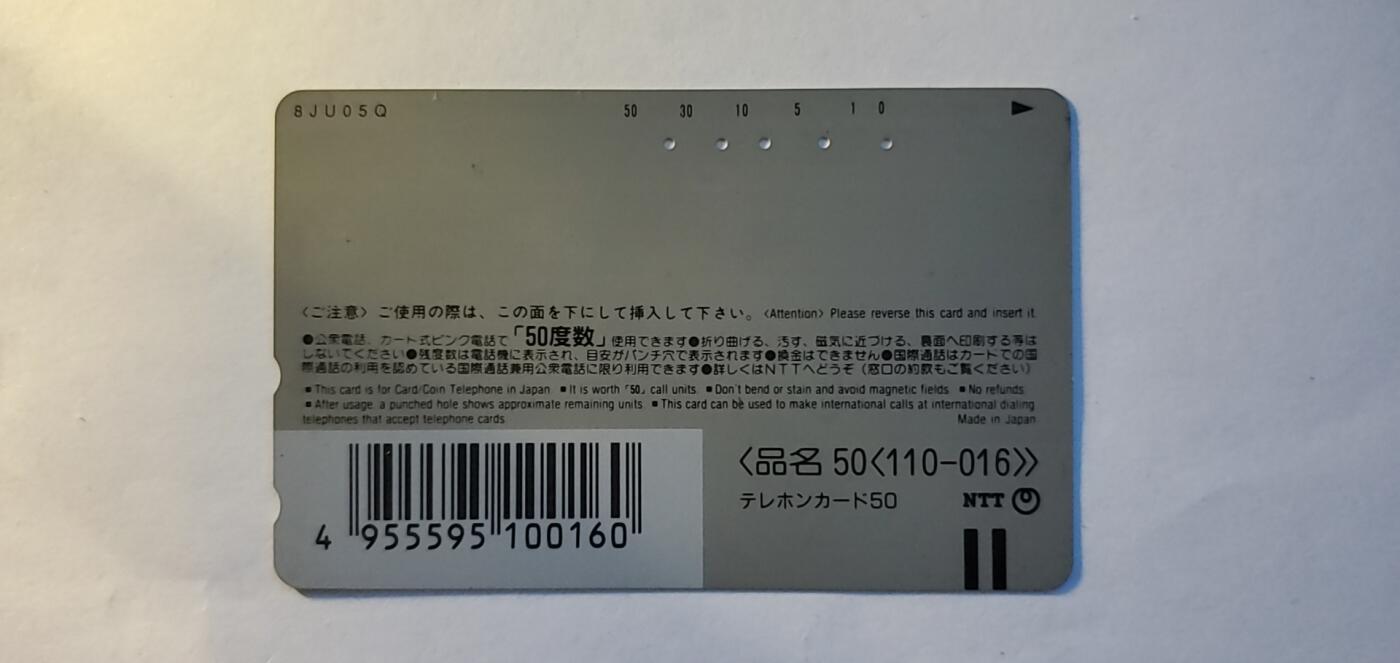 8JU05Q 50 30 10 5 1 0
〈ご注意〉ご使用の際は、この面を下にして挿入して下さい。〈Attention〉 Please reverse this card and insert it.
●公衆電話、カード式ピンク電話で「50度数」使用できます●折り曲げる、汚す、磁気に近づける、裏面へ印刷する等は
しないでください●残度数は電話機に表示され、目安がパンチ穴で表示されます●換金はできません●国際通話はカードでの国
際通話の利用を認めている国際通話兼用公衆電話に限り利用できます●詳しくはNTTへどうぞ（窓口の約款もご覧ください）
■This card is for Card/Coin Telephone in Japan. ■It is worth「50」call units. ■Don't bend or stain and avoid magnetic fields. ■No refunds.
■After usage, a punched hole shows approximate remaining units. ■This card can be used to make international calls at international dialing
telephones that accept telephone cards. Made in Japan
〈品名 50〈110-016〉〉
テレホンカード50 NTT
4 955595 100160